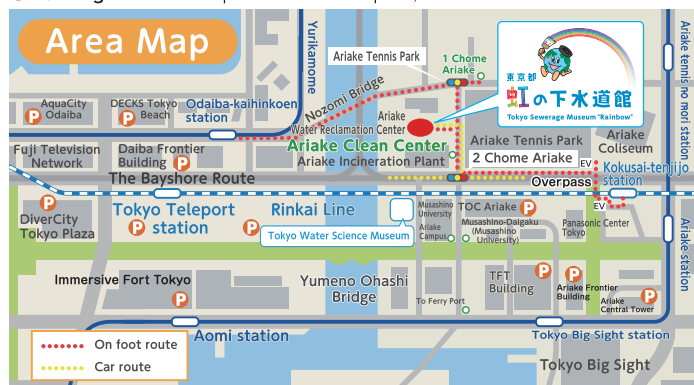 Area Map
Yurikamome
Ariake Tennis Park
1 Chome
Ariake
東京都
虹の下水道館
Tokyo Sewerage Museum "Rainbow"
Ariake tennis no mori station
AquaCity
Odaiba
P
DECKS Tokyo
Beach
P
Odaiba-kaihinkoen
station
Nozomi Bridge
Ariake
Water Reclamation Center
Ariake Clean Center
Ariake Incineration Plant
Ariake Tennis Park
2 Chome Ariake
EV
Ariake
Coliseum
Fuji Television
Network
Daiba Frontier
Building
P
The Bayshore Route
Overpass
Kokusai-tenjijo
station
EV
P
DiverCity
Tokyo Plaza
Tokyo Teleport
station
P
Rinkai Line
P
Tokyo Water Science Museum
Musashino
University
Ariake
Campus
TOC Ariake
P
Musashino-Daigaku
(Musashino
University)
Panasonic Center
Tokyo
Ariake station
Immersive Fort Tokyo
P
Yumeno Ohashi
Bridge
To Ferry Port
TFT
Building
P
P
Ariake Frontier
Building
Ariake
Central Tower
P
Aomi station
Tokyo Big Sight station
Tokyo Big Sight
On foot route
Car route